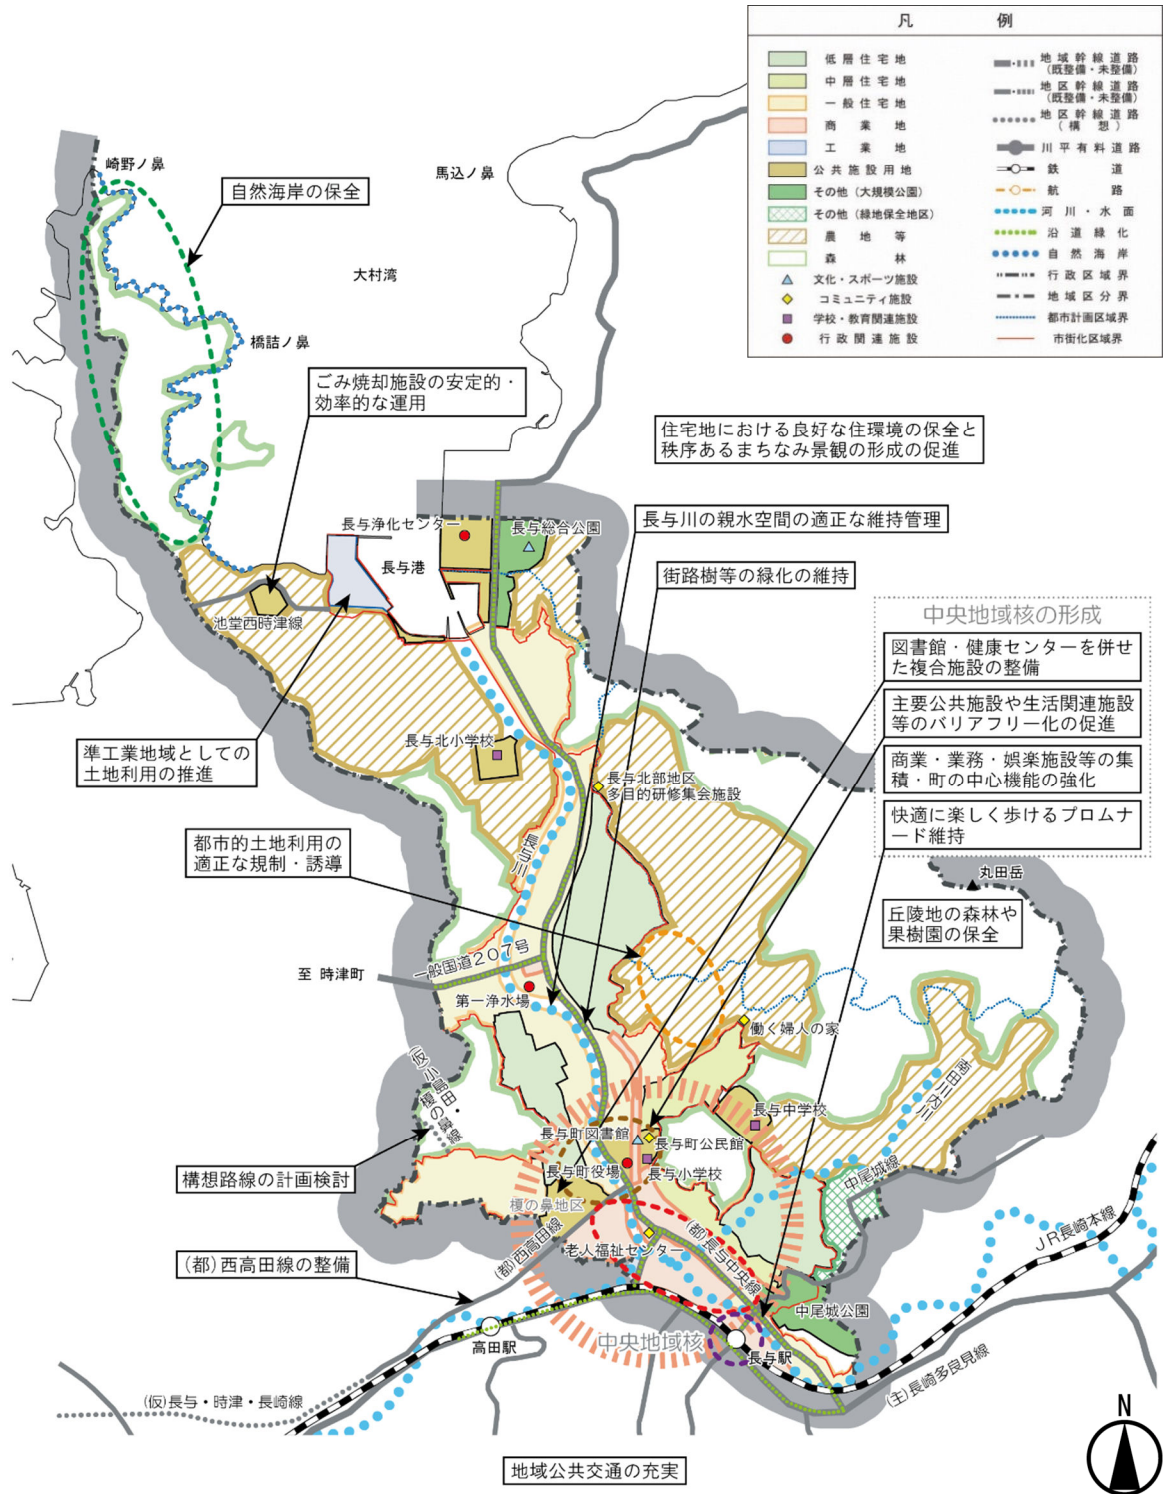 凡 例
低層住宅地
中層住宅地
一般住宅地
商業地
工業地
公共施設用地
その他(大規模公園)
その他(緑地保全地区)
農地等
森林
文化・スポーツ施設
コミュニティ施設
学校・教育関連施設
行政関連施設
地域幹線道路
(既整備・未整備)
地区幹線道路
(既整備・未整備)
地区幹線道路
(構想)
川平有料道路
鉄道
航路
河川・水面
沿道緑化
自然海岸
行政区域界
地域区分界
都市計画区域界
市街化区域界
崎野ノ鼻
自然海岸の保全
馬込ノ鼻
大村湾
橋詰ノ鼻
ごみ焼却施設の安定的・
効率的な運用
住宅地における良好な住環境の保全と
秩序あるまちなみ景観の形成の促進
長与川の親水空間の適正な維持管理
長与浄化センター
長与総合公園
長与港
街路樹等の緑化の維持
池堂西時津線
中央地域核の形成
図書館・健康センターを併せ
た複合施設の整備
主要公共施設や生活関連施設
等のバリアフリー化の促進
商業・業務・娯楽施設等の集
積・町の中心機能の強化
快適に楽しく歩けるプロムナ
ード維持
準工業地域としての
土地利用の推進
長与北小学校
長与北部地区
多目的研修集会施設
都市的土地利用の
適正な規制・誘導
長与川
丸田岳
丘陵地の森林や
果樹園の保全
一般国道207号
至 時津町
第一浄水場
働く婦人の家
(仮)小島田・
榎の鼻線
高田川内川
長与中学校
長与町図書館
長与町公民館
長与町役場
長与小学校
構想路線の計画検討
榎の鼻地区
中尾城線
(都)西高田線
老人福祉センター
(都)長与中央線
JR長崎本線
(都)西高田線の整備
中尾城公園
中央地域核
高田駅
長与駅
(主)長崎多良見線
(仮)長与・時津・長崎線
N
地域公共交通の充実